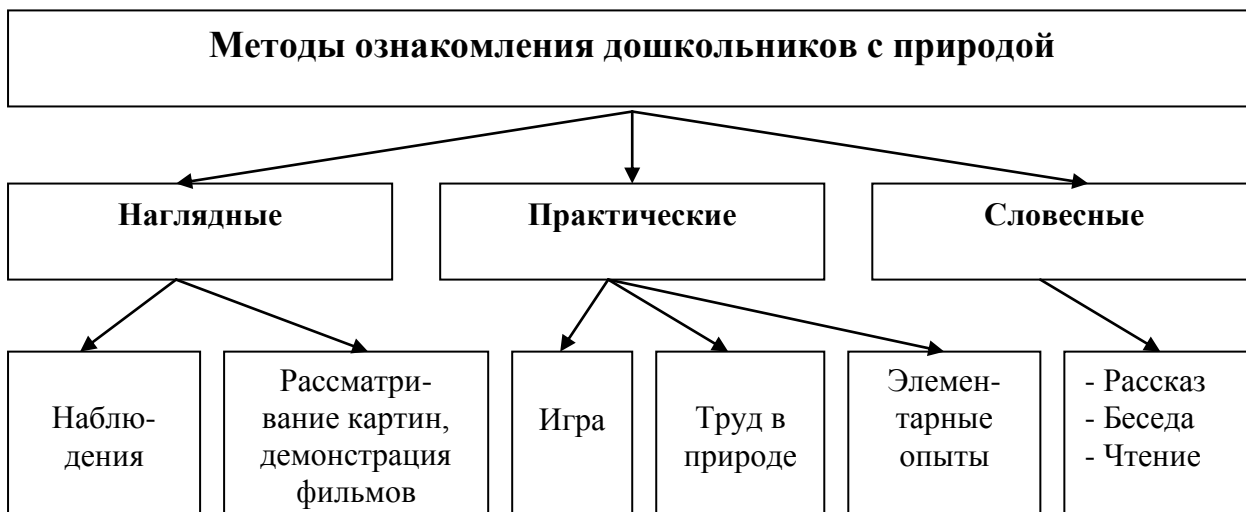 Методы ознакомления дошкольников с природой
Наглядные
Практические
Словесные
Наблю-
дения
Рассматри-
вание картин,
демонстрация
фильмов
Игра
Труд в
природе
Элемен-
тарные
опыты
- Рассказ
- Беседа
- Чтение